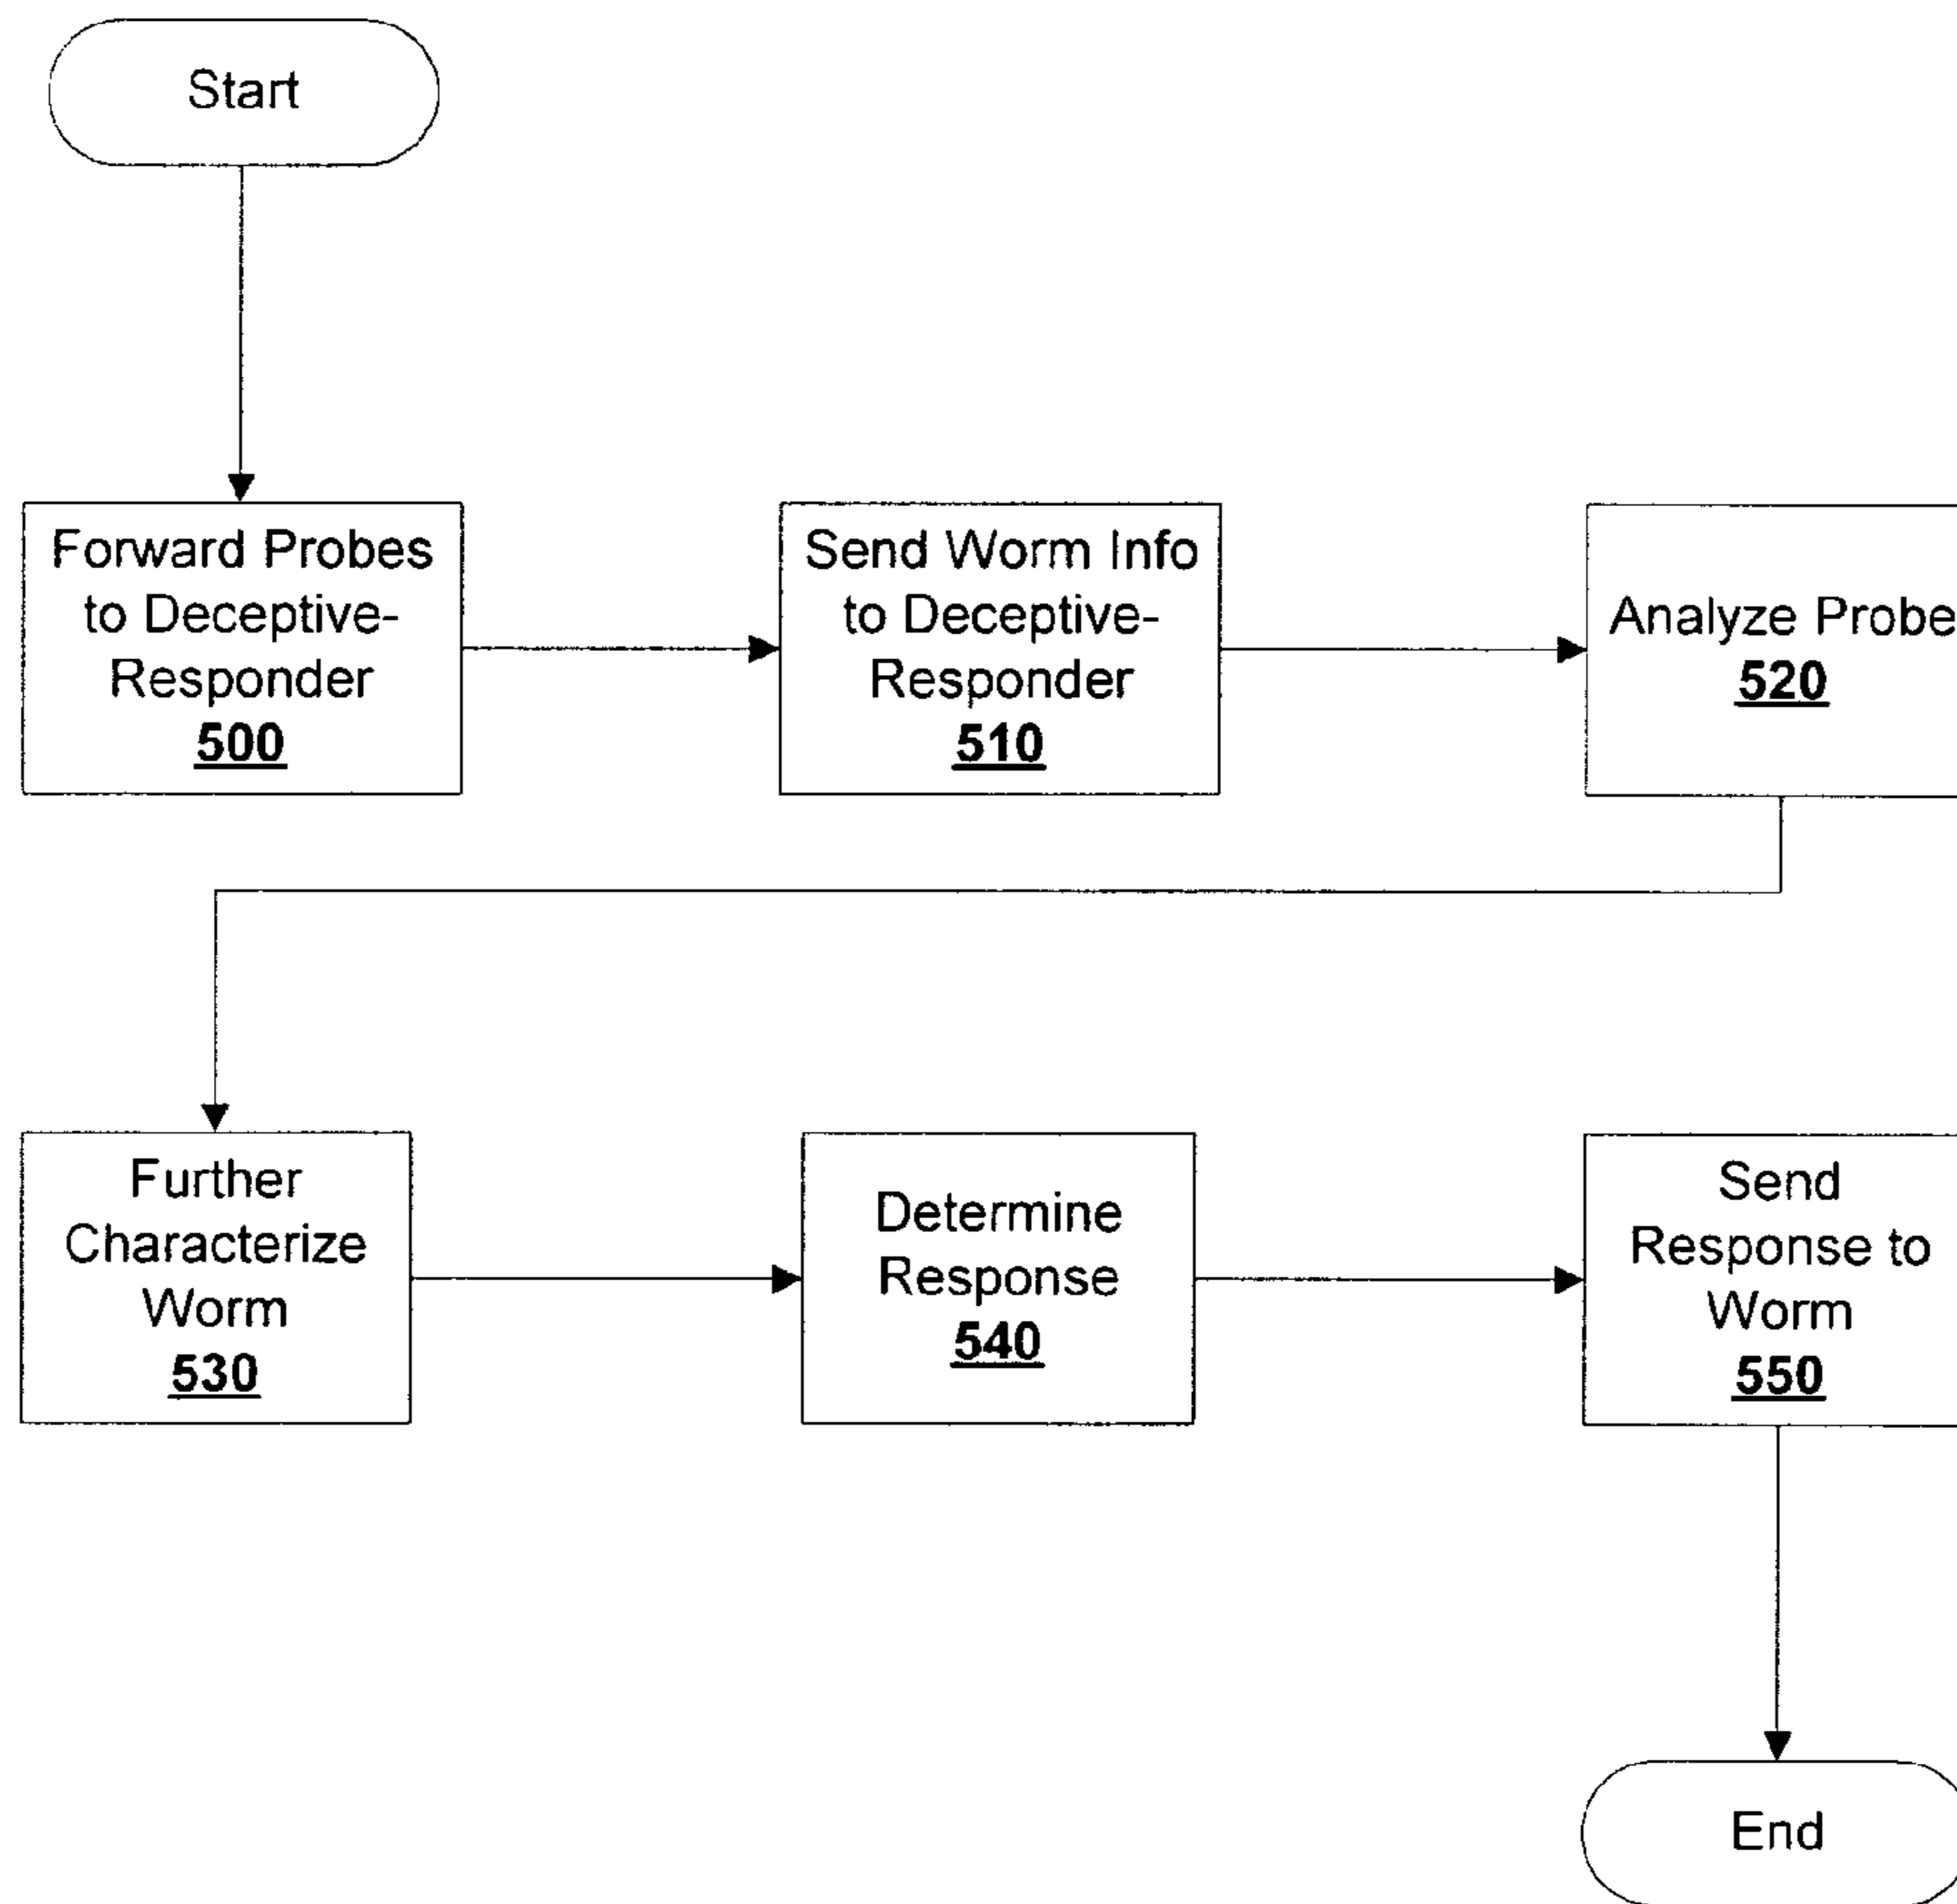 Start
Forward Probes
to Deceptive-
Responder
500
Send Worm Info
to Deceptive-
Responder
510
Analyze Probe
520
Further
Characterize
Worm
530
Determine
Response
540
Send
Response to
Worm
550
End